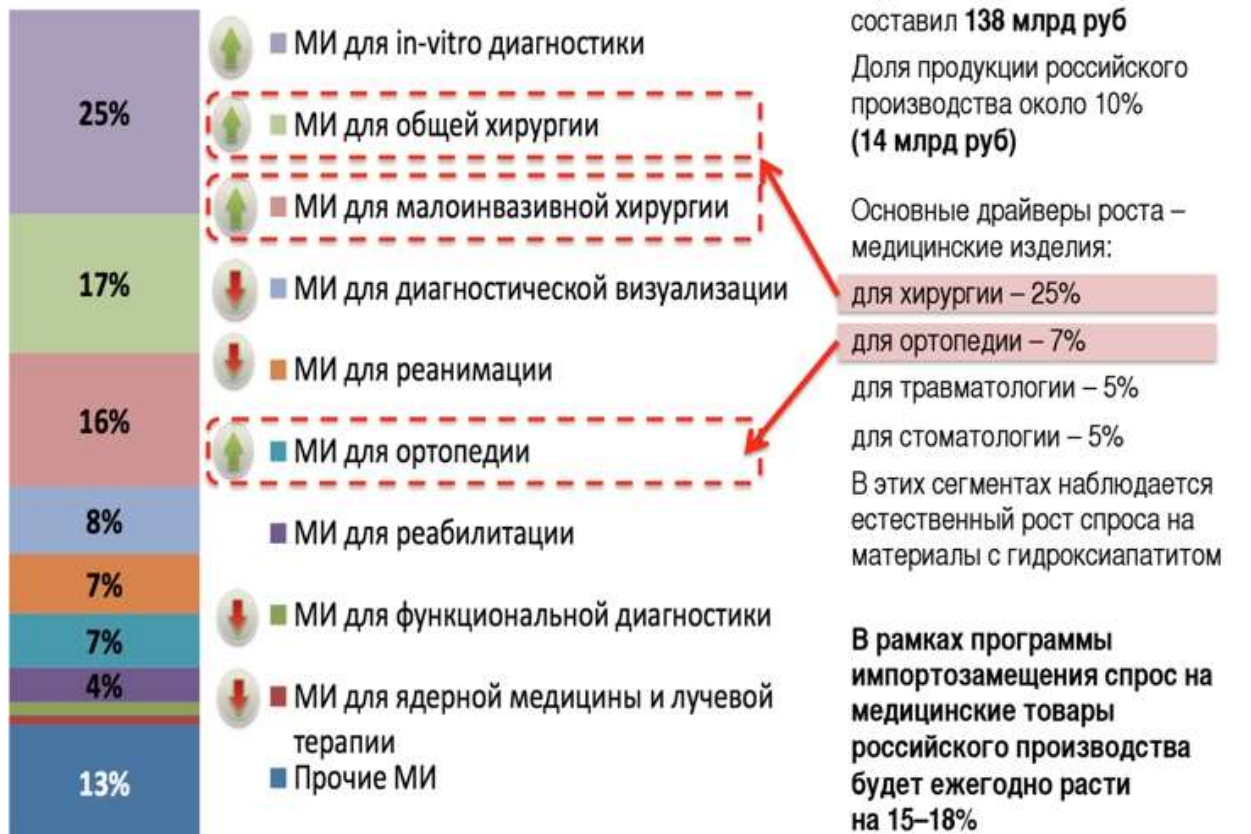 25%
17%
16%
8%
7%
7%
4%
13%
МИ для in-vitro диагностики
МИ для общей хирургии
МИ для малоинвазивной хирургии
МИ для диагностической визуализации
МИ для реанимации
МИ для ортопедии
МИ для реабилитации
МИ для функциональной диагностики
МИ для ядерной медицины и лучевой
терапии
Прочие МИ
составил 138 млрд руб
Доля продукции российского
производства около 10%
(14 млрд руб)
Основные драйверы роста –
медицинские изделия:
для хирургии – 25%
для ортопедии – 7%
для травматологии – 5%
для стоматологии – 5%
В этих сегментах наблюдается
естественный рост спроса на
материалы с гидроксиапатитом
В рамках программы
импортозамещения спрос на
медицинские товары
российского производства
будет ежегодно расти
на 15–18%